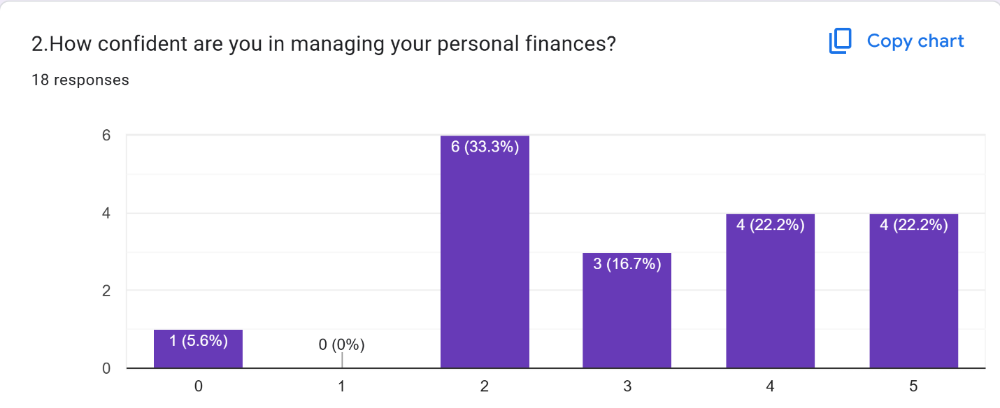 2.How confident are you in managing your personal finances?
Copy chart
18 responses
6
4
2
0
1 (5.6%)
0 (0%)
6 (33.3%)
3 (16.7%)
4 (22.2%)
4 (22.2%)
0 1 2 3 4 5